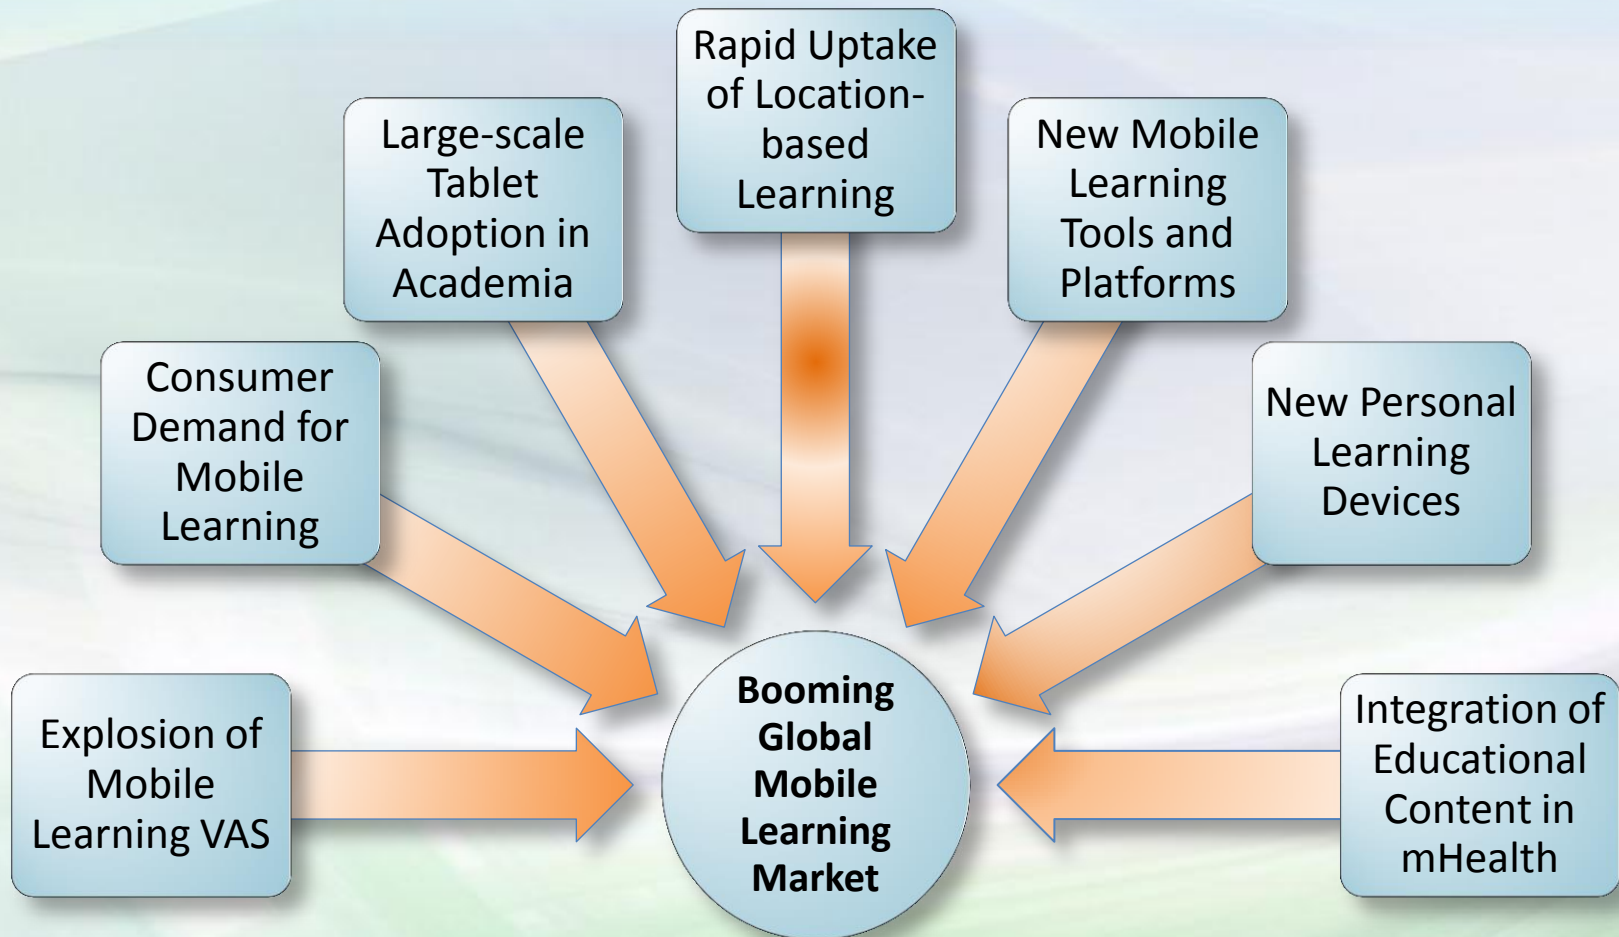 Rapid Uptake
of Location-
based
Learning
Large-scale
Tablet
Adoption in
Academia
New Mobile
Learning
Tools and
Platforms
Consumer
Demand for
Mobile
Learning
New Personal
Learning
Devices
Explosion of
Mobile
Learning VAS
Booming
Global
Mobile
Learning
Market
Integration of
Educational
Content in
mHealth